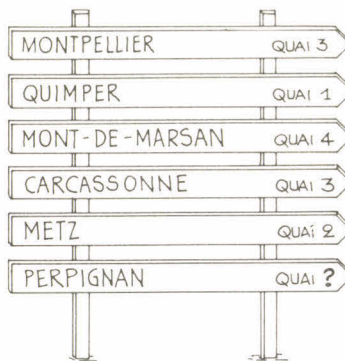 MONTPELLIER QUAI 3
QUIMPER QUAI 1
MONT-DE-MARSAN QUAI 4
CARCASSONNE QUAI 3
METZ QUAI 2
PERPIGNAN QUAI ?